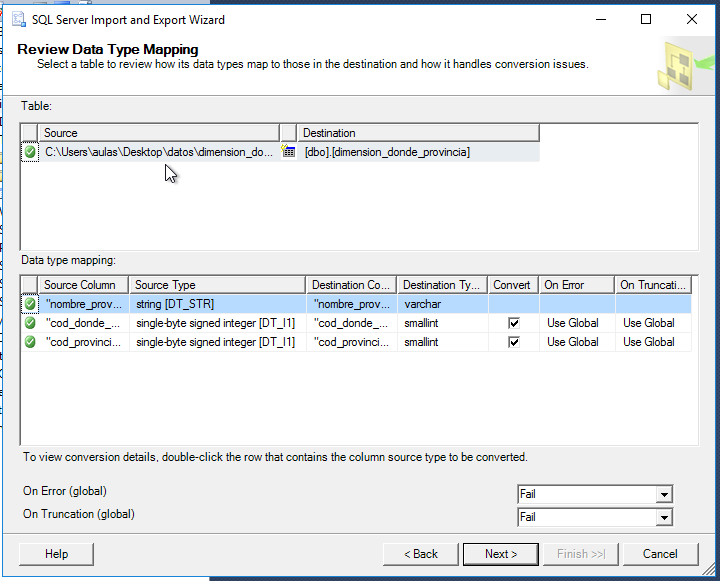 SQL Server Import and Export Wizard
Review Data Type Mapping
Select a table to review how its data types map to those in the destination and how it handles conversion issues.
Table:
Source Destination
C:\Users\aulas\Desktop\datos\dimension_do... [dbo].[dimension_donde_provincia]
Data type mapping:
Source Column Source Type Destination Co... Destination Ty... Convert On Error On Truncati...
"nombre_prov... string [DT_STR] "nombre_prov... varchar
"cod_donde_... single-byte signed integer [DT_I1] "cod_donde_... smallint Use Global Use Global
"cod_provinci... single-byte signed integer [DT_I1] "cod_provinci... smallint Use Global Use Global
To view conversion details, double-click the row that contains the column source type to be converted.
On Error (global) Fail
On Truncation (global) Fail
Help < Back Next > Finish >>| Cancel